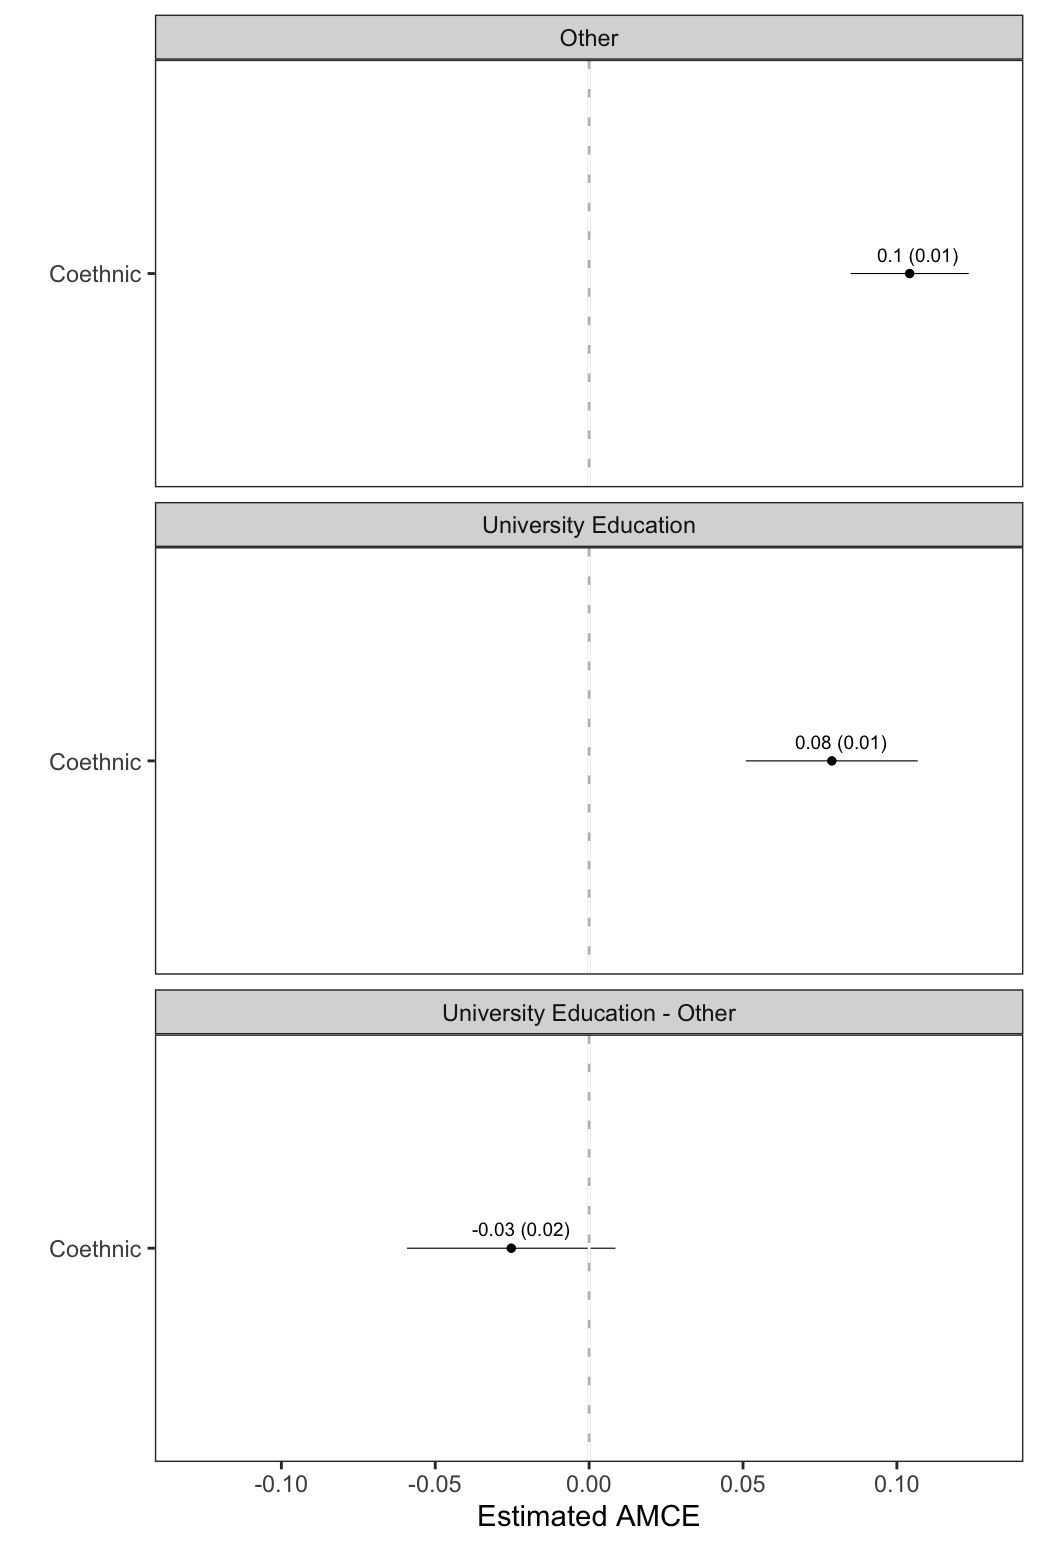 Other
Coethnic
0.1 (0.01)
University Education
Coethnic
0.08 (0.01)
University Education - Other
Coethnic
-0.03 (0.02)
-0.10 -0.05 0.00 0.05 0.10
Estimated AMCE